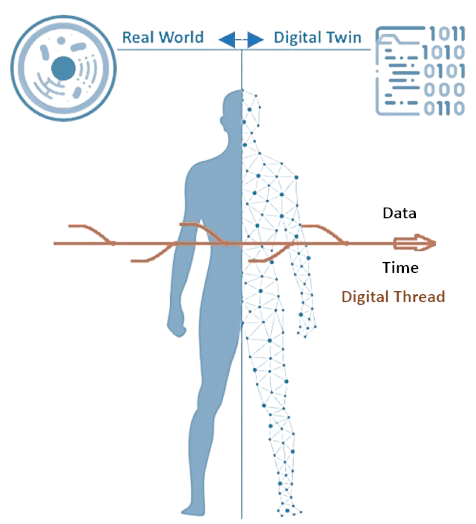 Real World
Digital Twin
1011
1010
0101
000
0110
Data
Time
Digital Thread